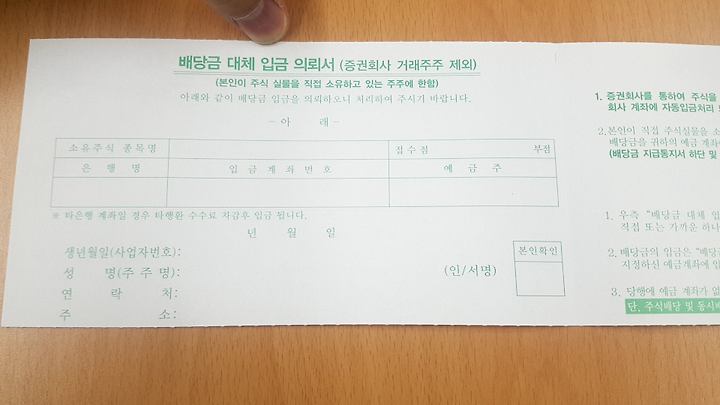 배당금 대체 입금 의뢰서 (증권회사 거래주주 제외)
(본인이 주식 실물을 직접 소유하고 있는 주주에 한함)
아래와 같이 배당금 입금을 의뢰하오니 처리하여 주시기 바랍니다.
- 아 래 -
소유주식 종목명 접수점 부점
은 행 명 입 금 계 좌 번 호 예 금 주
※ 타은행 계좌일 경우 타행환 수수료 차감후 입금 됩니다.
년 월 일
생년월일(사업자번호):
성 명(주 주 명): (인/서명)
연 락 처:
주 소:
본인확인
1. 증권회사를 통하여 주식을
회사 계좌에 자동입금처리
2. 본인이 직접 주식실물을 소
배당금을 귀하의 예금 계좌
(배당금 지급통지서 하단 및
1. 우측 "배당금 대체 입
직접 또는 가까운 하나
2. 배당금의 입금은 "배당
지정하신 예금계좌에 입
3. 당행에 예금 계좌가 없
단, 주식배당 및 동시배